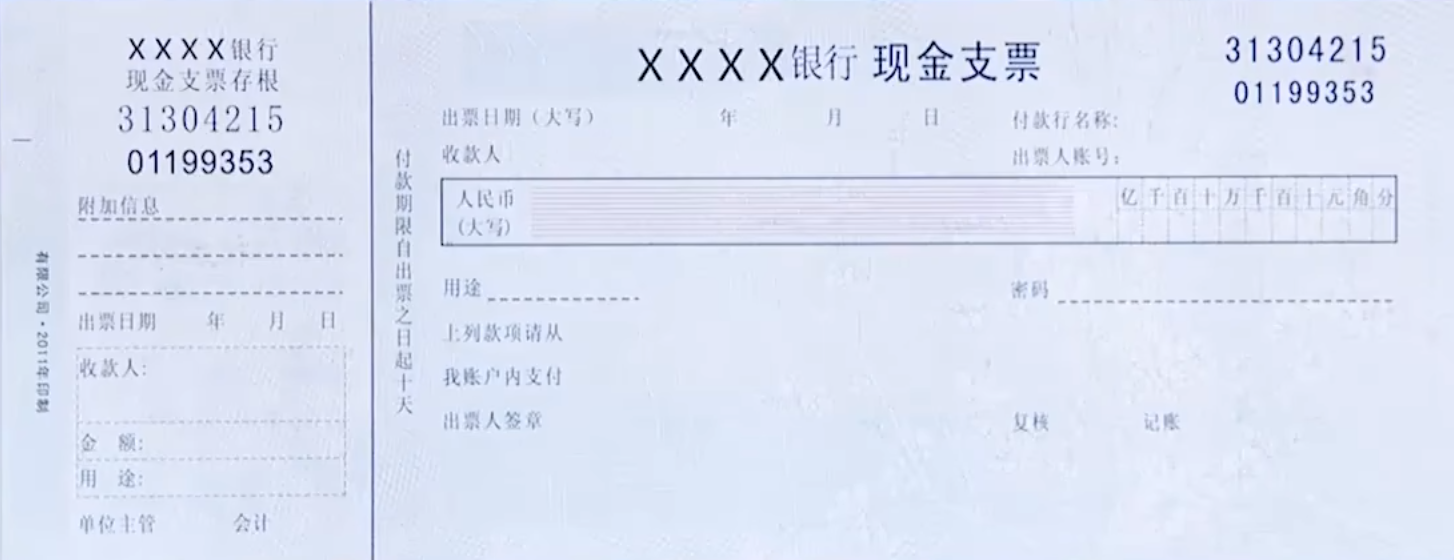 XXXX银行
现金支票存根
31304215
01199353
附加信息
出票日期 年 月 日
收款人:
金 额:
用 途:
单位主管 会计
有限公司·2011年印制
付款期限自出票之日起十天
XXXX银行 现金支票
31304215
01199353
出票日期（大写） 年 月 日 付款行名称:
收款人 出票人账号:
人民币
(大写)
亿千百十万千百十元角分
用途 密码
上列款项请从
我账户内支付
出票人签章 复核 记账